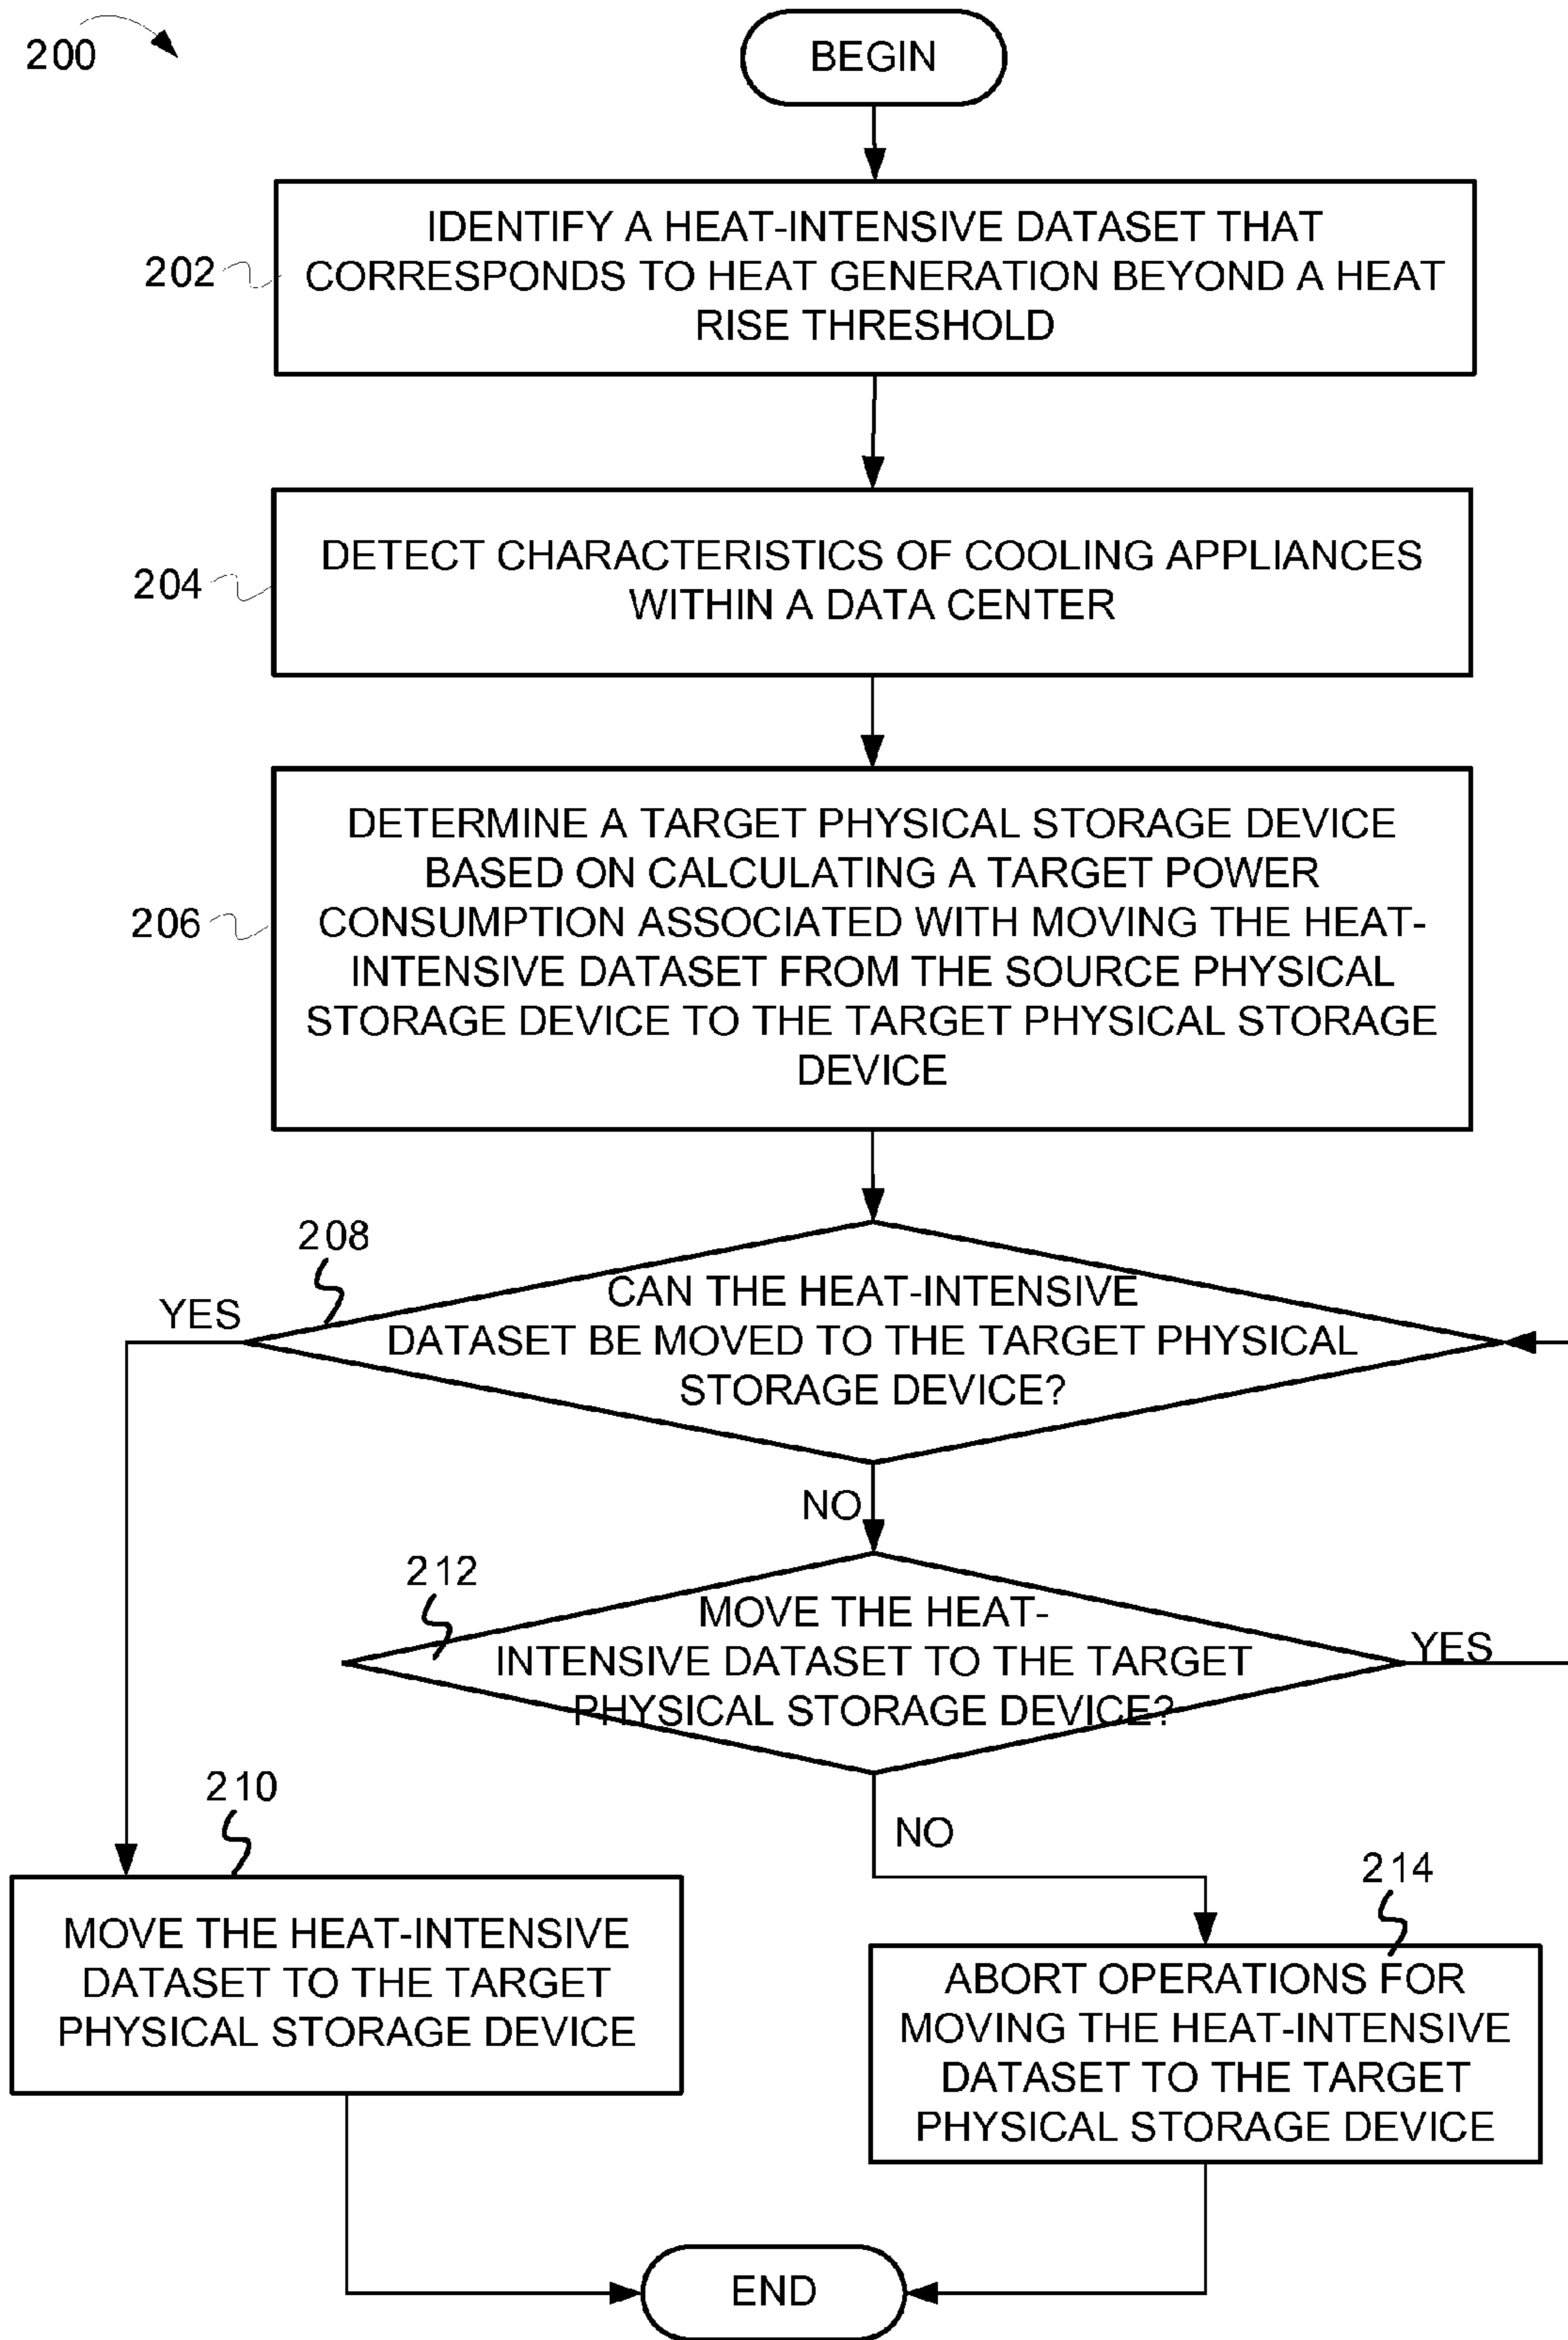 200
BEGIN
IDENTIFY A HEAT-INTENSIVE DATASET THAT
202
CORRESPONDS TO HEAT GENERATION BEYOND A HEAT
RISE THRESHOLD
DETECT CHARACTERISTICS OF COOLING APPLIANCES
204
WITHIN A DATA CENTER
DETERMINE A TARGET PHYSICAL STORAGE DEVICE
BASED ON CALCULATING A TARGET POWER
206
CONSUMPTION ASSOCIATED WITH MOVING THE HEAT-
INTENSIVE DATASET FROM THE SOURCE PHYSICAL
STORAGE DEVICE TO THE TARGET PHYSICAL STORAGE
DEVICE
208
CAN THE HEAT-INTENSIVE
DATASET BE MOVED TO THE TARGET PHYSICAL
STORAGE DEVICE?
YES
NO
212
MOVE THE HEAT-
INTENSIVE DATASET TO THE TARGET
PHYSICAL STORAGE DEVICE?
YES
NO
210
MOVE THE HEAT-INTENSIVE
DATASET TO THE TARGET
PHYSICAL STORAGE DEVICE
214
ABORT OPERATIONS FOR
MOVING THE HEAT-INTENSIVE
DATASET TO THE TARGET
PHYSICAL STORAGE DEVICE
END